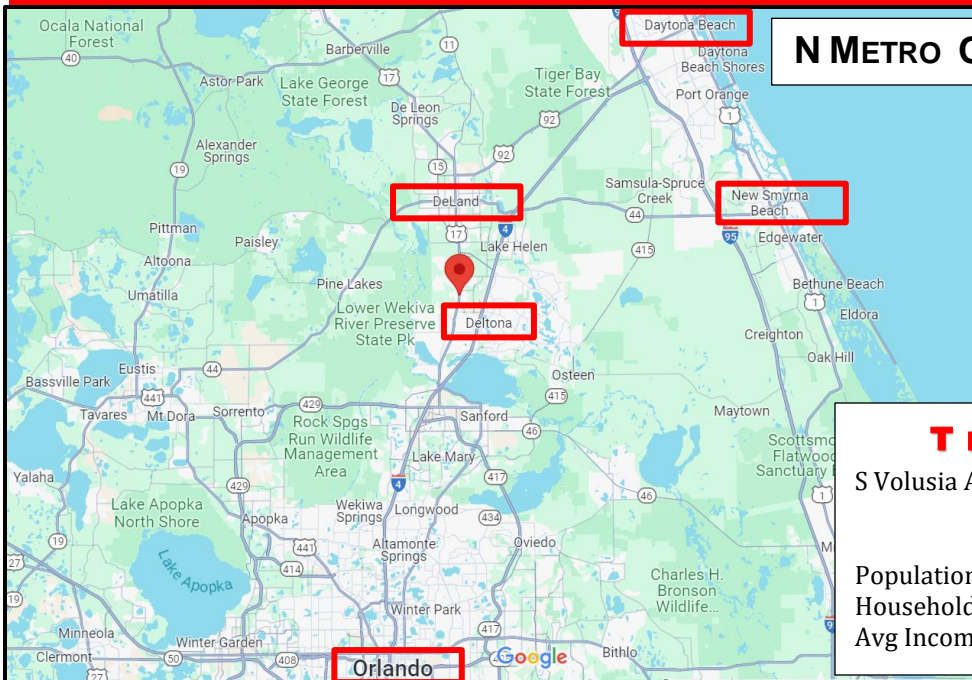 Ocala National
Forest
40
Barberville
11
Daytona Beach
N METRO
Daytona
Beach Shores
Astor Park
Lake George
State Forest
17
Tiger Bay
State Forest
Port Orange
De Leon
Springs
92
1
Alexander
Springs
92
19
15
Samsula-Spruce
Creek
New Smyrna
Beach
DeLand
44
Pittman
Paisley
17
4
Lake Helen
415
95
Edgewater
Altoona
Pine Lakes
Bethune Beach
Umatilla
Lower Wekiva
River Preserve
State Pk
1
Eldora
Deltona
Creighton
Oak Hill
Eustis
44
Bassville Park
Osteen
441
415
Tavares
Mt Dora
Sorrento
429
Sanford
Maytown
Rock Spgs
Run Wildlife
Management
Area
46
T
Lake Mary
S Volusia
Yalaha
429
4
417
46
1
Lake Apopka
North Shore
Apopka
Wekiwa
Springs
Longwood
434
19
441
Altamonte
Springs
Oviedo
27
414
Lake Apopka
Charles H.
Bronson
Wildlife...
Population
19
Winter Park
Household
Minneola
417
Avg Incom
Winter Garden
Clermont
50
408
Orlando
Google
Bithlo
27